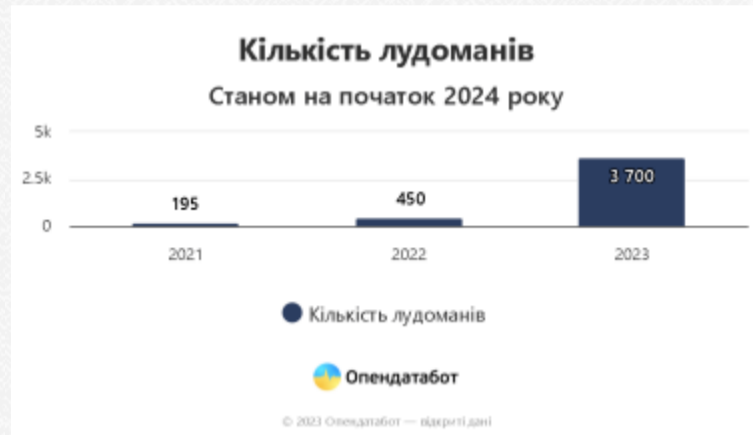 Кількість лудоманів
Станом на початок 2024 року
5k
2.5k
0
195
450
3 700
2021
2022
2023
Кількість лудоманів
Опендатабот
© 2023 Опендатабот — відкриті дані